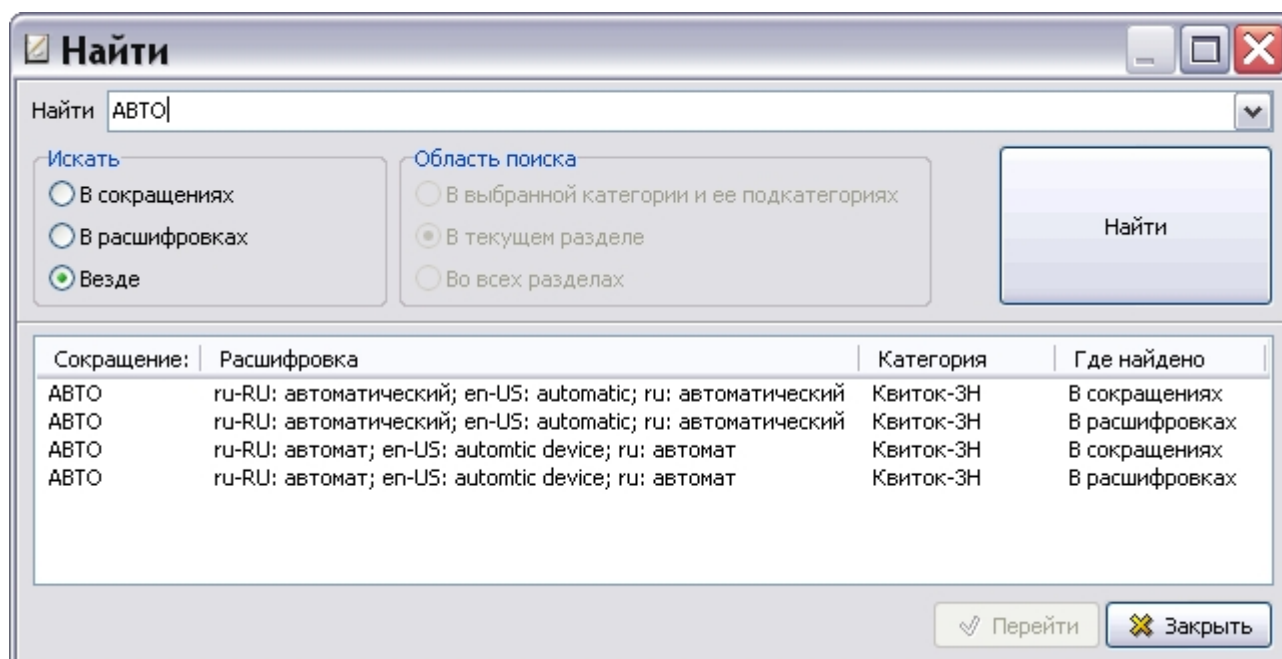 Найти
Найти АВТО
Искать Область поиска
В сокращениях В выбранной категории и ее подкатегориях
В расшифровках В текущем разделе Найти
Везде Во всех разделах
Сокращение: Расшифровка Категория Где найдено
АВТО ru-RU: автоматический; en-US: automatic; ru: автоматический Квиток-3Н В сокращениях
АВТО ru-RU: автоматический; en-US: automatic; ru: автоматический Квиток-3Н В расшифровках
АВТО ru-RU: автомат; en-US: automtic device; ru: автомат Квиток-3Н В сокращениях
АВТО ru-RU: автомат; en-US: automtic device; ru: автомат Квиток-3Н В расшифровках
Перейти Закрыть